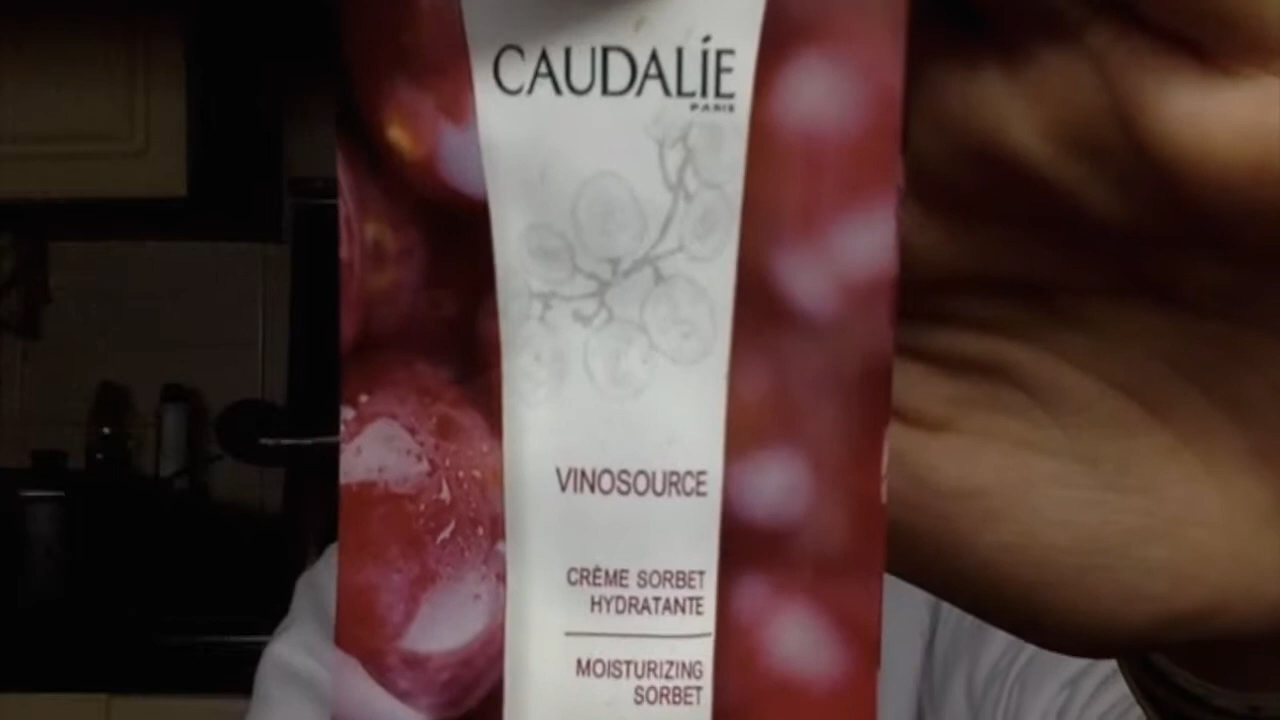 CAUDALÍE
PARIS
VINOSOURCE
CRÈME SORBET
HYDRATANTE
MOISTURIZING
SORBET